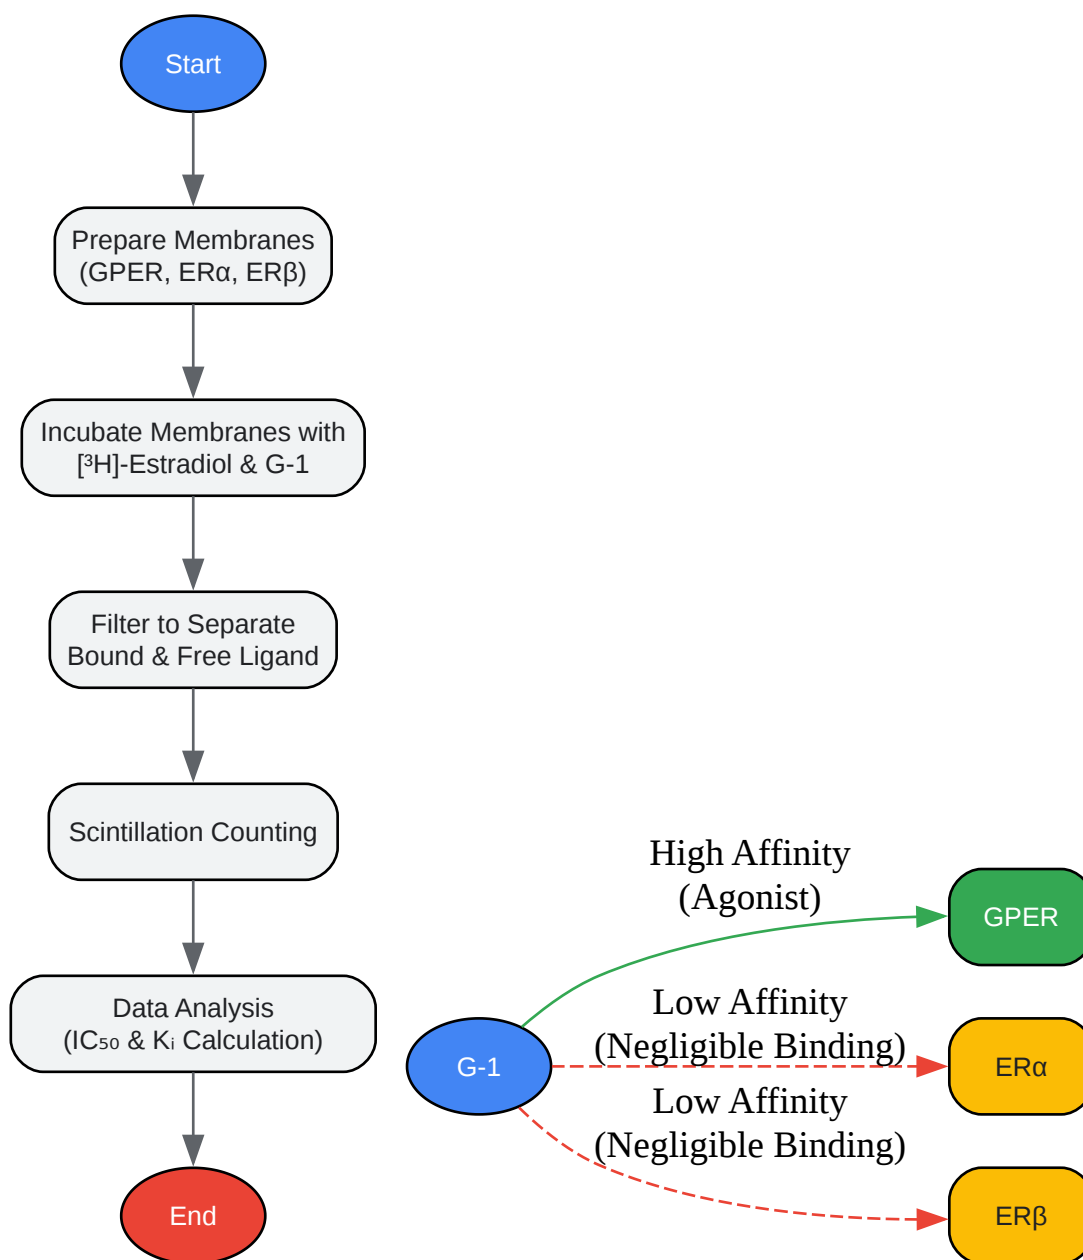 Start
Prepare Membranes
(GPER, ERα, ERβ)
Incubate Membranes with
[³H]-Estradiol & G-1
Filter to Separate
Bound & Free Ligand
Scintillation Counting
Data Analysis
(IC₅₀ & Kᵢ Calculation)
End
G-1
High Affinity
(Agonist)
GPER
Low Affinity
(Negligible Binding)
ERα
Low Affinity
(Negligible Binding)
ERβ